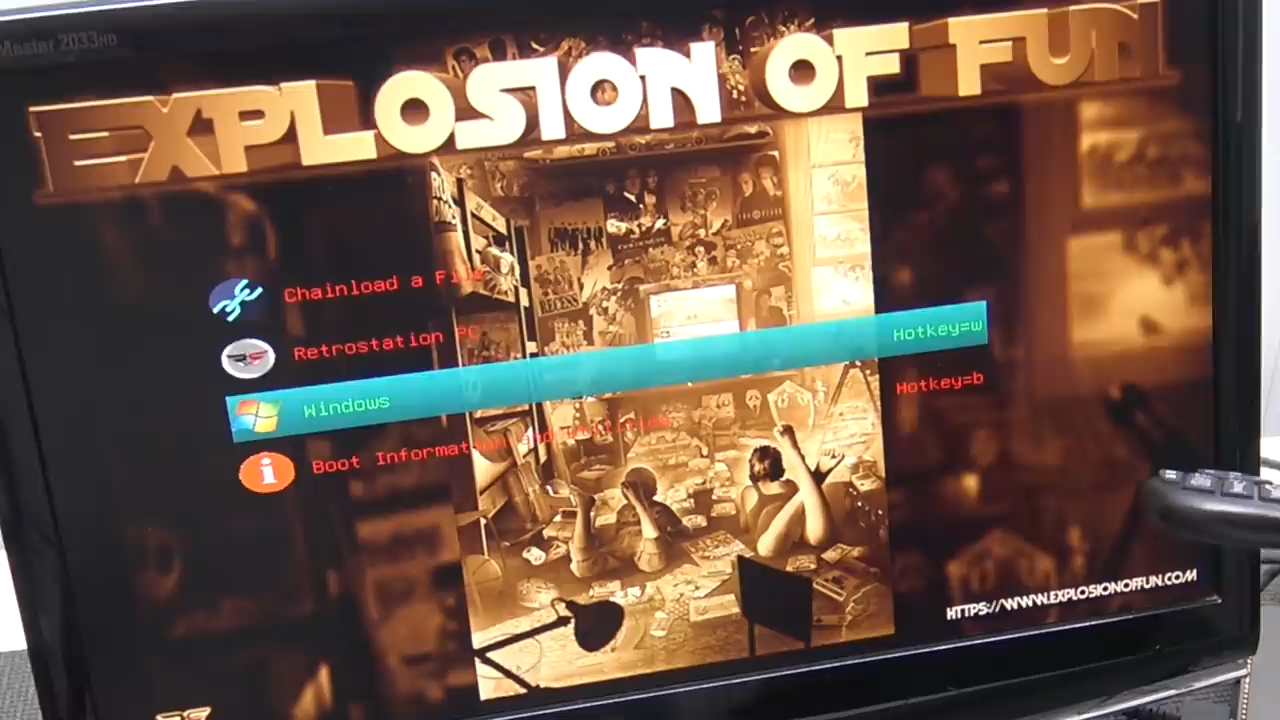 Master 2033HD
EXPLOSION OF FUN
Chainload a File
Retrostation PC
Windows Hotkey=w
Boot Information and Utilities Hotkey=b
RECESS
HTTPS://WWW.EXPLOSIONOFFUN.COM